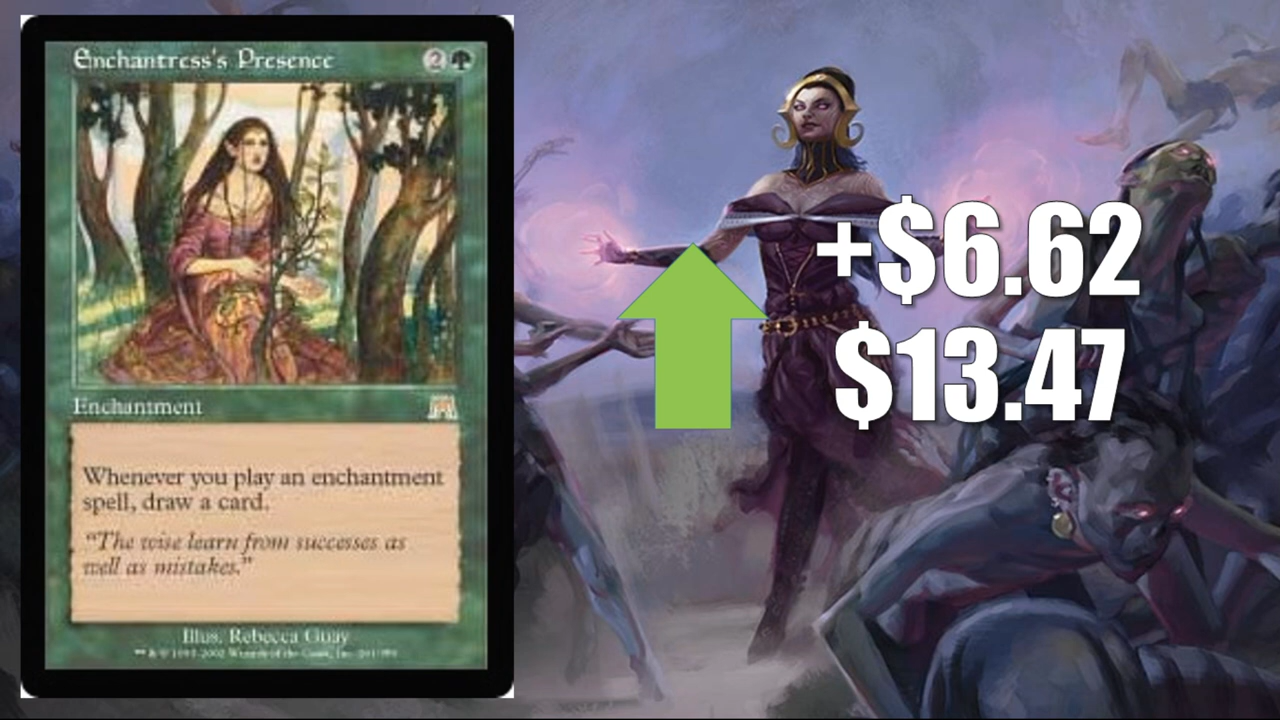 Enchantress's Presence 2
Enchantment
Whenever you play an enchantment
spell, draw a card.
"The wise learn from successes as
well as mistakes."
Illus. Rebecca Guay
+$6.62
$13.47